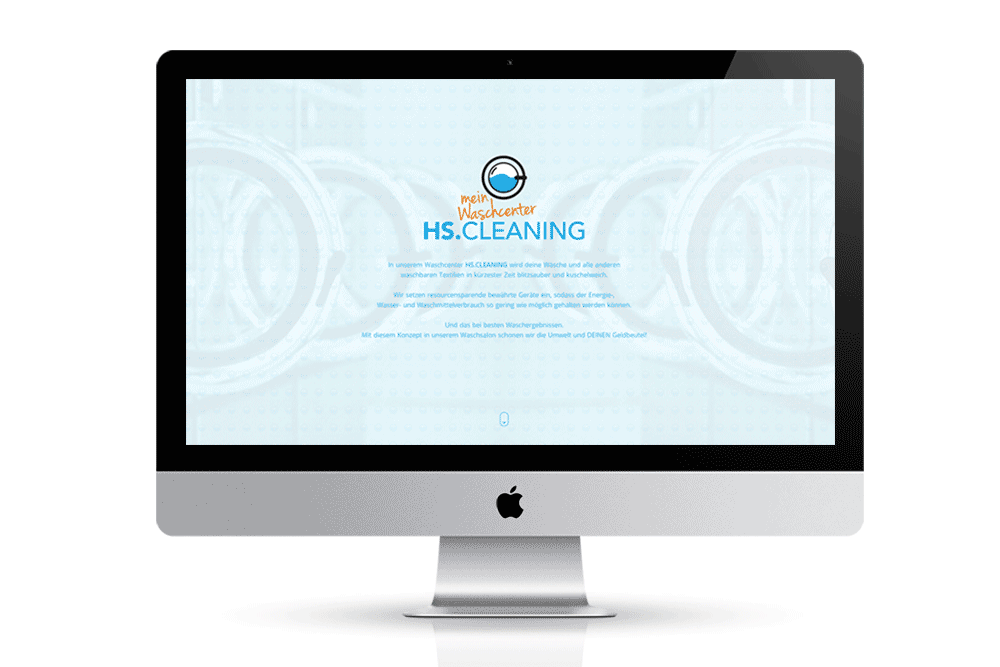 mein
Waschcenter
HS.CLEANING
In unserem Waschcenter HS.CLEANING wird deine Wäsche und alle anderen
waschbaren Textilien in kürzester Zeit blitzsauber und kuschelweich.
Wir setzen ressourcensparende bewährte Geräte ein, sodass der Energie-,
Wasser- und Waschmittelverbrauch so gering wie möglich gehalten werden können.
Und das bei besten Waschergebnissen.
Mit diesem Konzept in unserem Waschsalon schonen wir die Umwelt und DEINEN Geldbeutel!